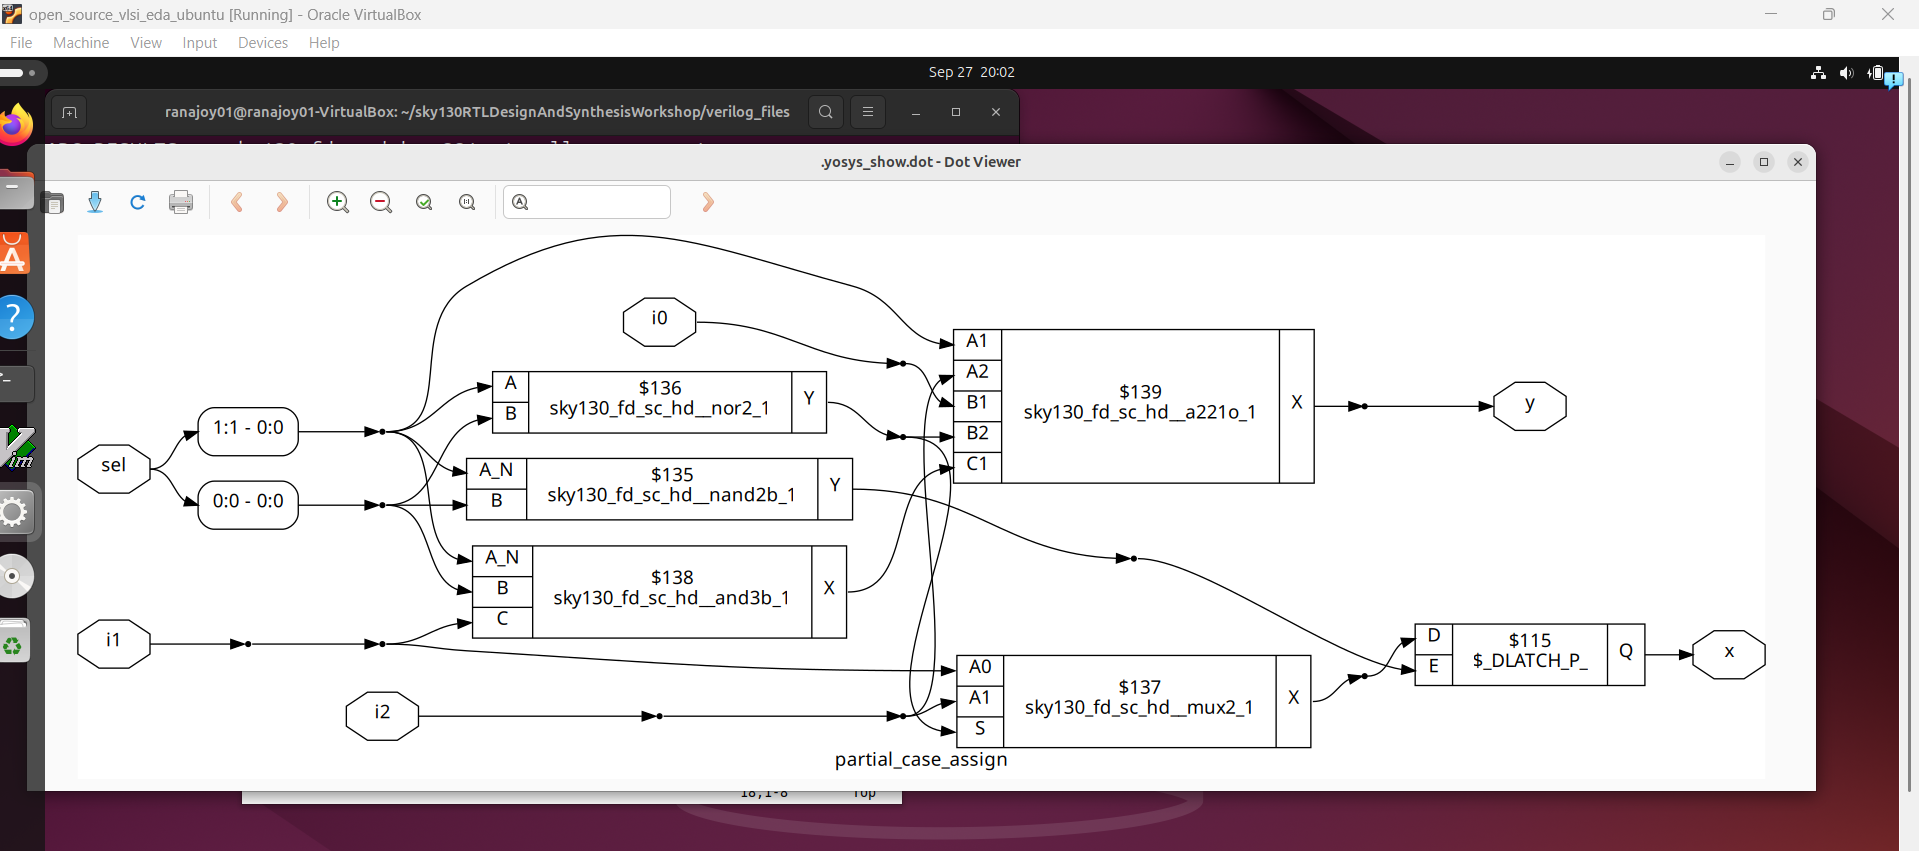 open_source_vlsi_eda_ubuntu [Running] - Oracle VirtualBox
File Machine View Input Devices Help
Sep 27 20:02
ranajoy01@ranajoy01-VirtualBox: ~/sky130RTLDesignAndSynthesisWorkshop/verilog_files
.yosys_show.dot - Dot Viewer
i0
A1
A2
B1
B2
C1
$139
sky130_fd_sc_hd__a221o_1
X
y
A
B
$136
sky130_fd_sc_hd__nor2_1
Y
sel
1:1 - 0:0
0:0 - 0:0
A_N
B
$135
sky130_fd_sc_hd__nand2b_1
Y
A_N
B
C
$138
sky130_fd_sc_hd__and3b_1
X
i1
i2
A0
A1
S
$137
sky130_fd_sc_hd__mux2_1
X
D
E
$115
$_DLATCH_P_
Q
x
partial_case_assign
18,1-8 Top